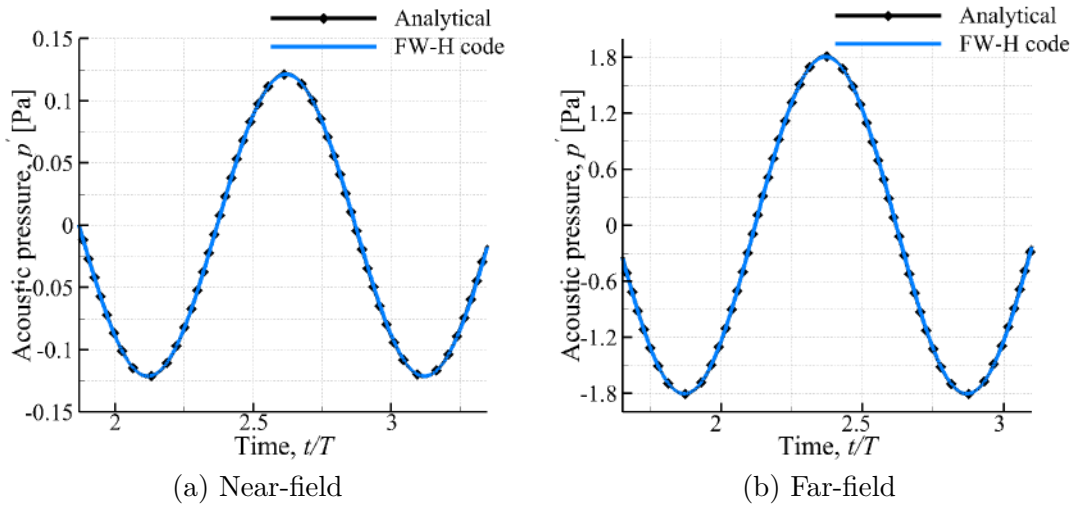 Analytical
FW-H code
0.15
0.1
0.05
0
-0.05
-0.1
-0.15
Acoustic pressure, p′ [Pa]
2
2.5
3
Time, t/T
(a) Near-field
Analytical
FW-H code
1.8
1.2
0.6
0
-0.6
-1.2
-1.8
Acoustic pressure, p′ [Pa]
2
2.5
3
Time, t/T
(b) Far-field